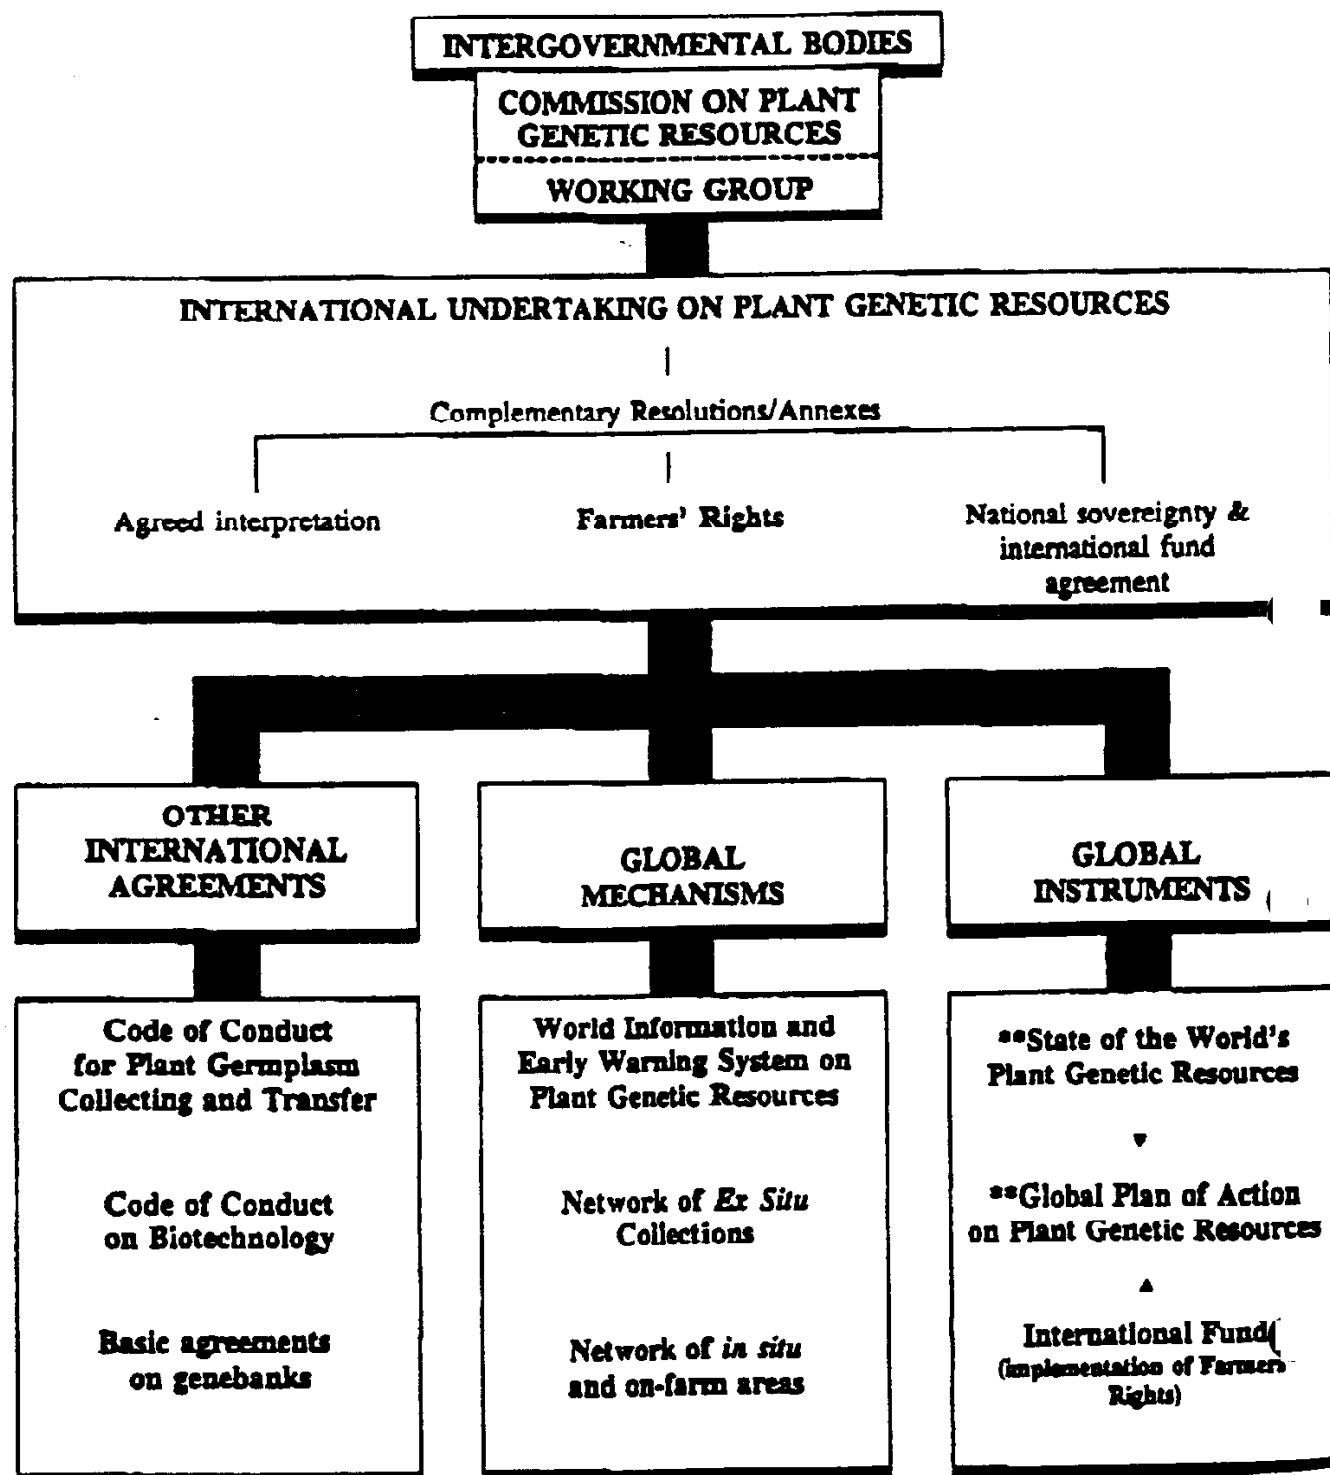 INTERGOVERNMENTAL BODIES
COMMISSION ON PLANT
GENETIC RESOURCES
WORKING GROUP
INTERNATIONAL UNDERTAKING ON PLANT GENETIC RESOURCES
Complementary Resolutions/Annexes
Agreed interpretation
Farmers' Rights
National sovereignty &
international fund
agreement
OTHER
INTERNATIONAL
AGREEMENTS
GLOBAL
MECHANISMS
GLOBAL
INSTRUMENTS
Code of Conduct
for Plant Germplasm
Collecting and Transfer
Code of Conduct
on Biotechnology
Basic agreements
on genebanks
World Information and
Early Warning System on
Plant Genetic Resources
Network of Ex Situ
Collections
Network of in situ
and on-farm areas
**State of the World's
Plant Genetic Resources
**Global Plan of Action
on Plant Genetic Resources
International Fund
(implementation of Farmers
Rights)